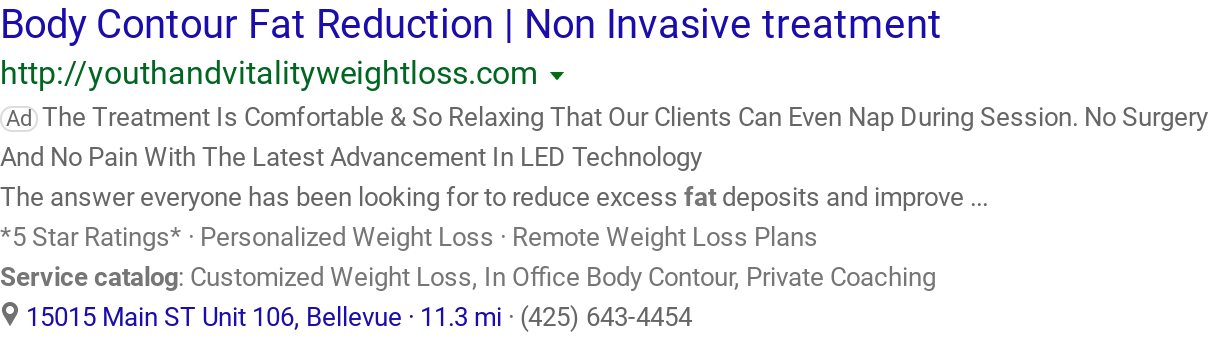 Body Contour Fat Reduction | Non Invasive treatment
http://youthandvitalityweightloss.com
Ad The Treatment Is Comfortable & So Relaxing That Our Clients Can Even Nap During Session. No Surgery
And No Pain With The Latest Advancement In LED Technology
The answer everyone has been looking for to reduce excess fat deposits and improve ...
*5 Star Ratings* · Personalized Weight Loss · Remote Weight Loss Plans
Service catalog: Customized Weight Loss, In Office Body Contour, Private Coaching
15015 Main ST Unit 106, Bellevue · 11.3 mi · (425) 643-4454